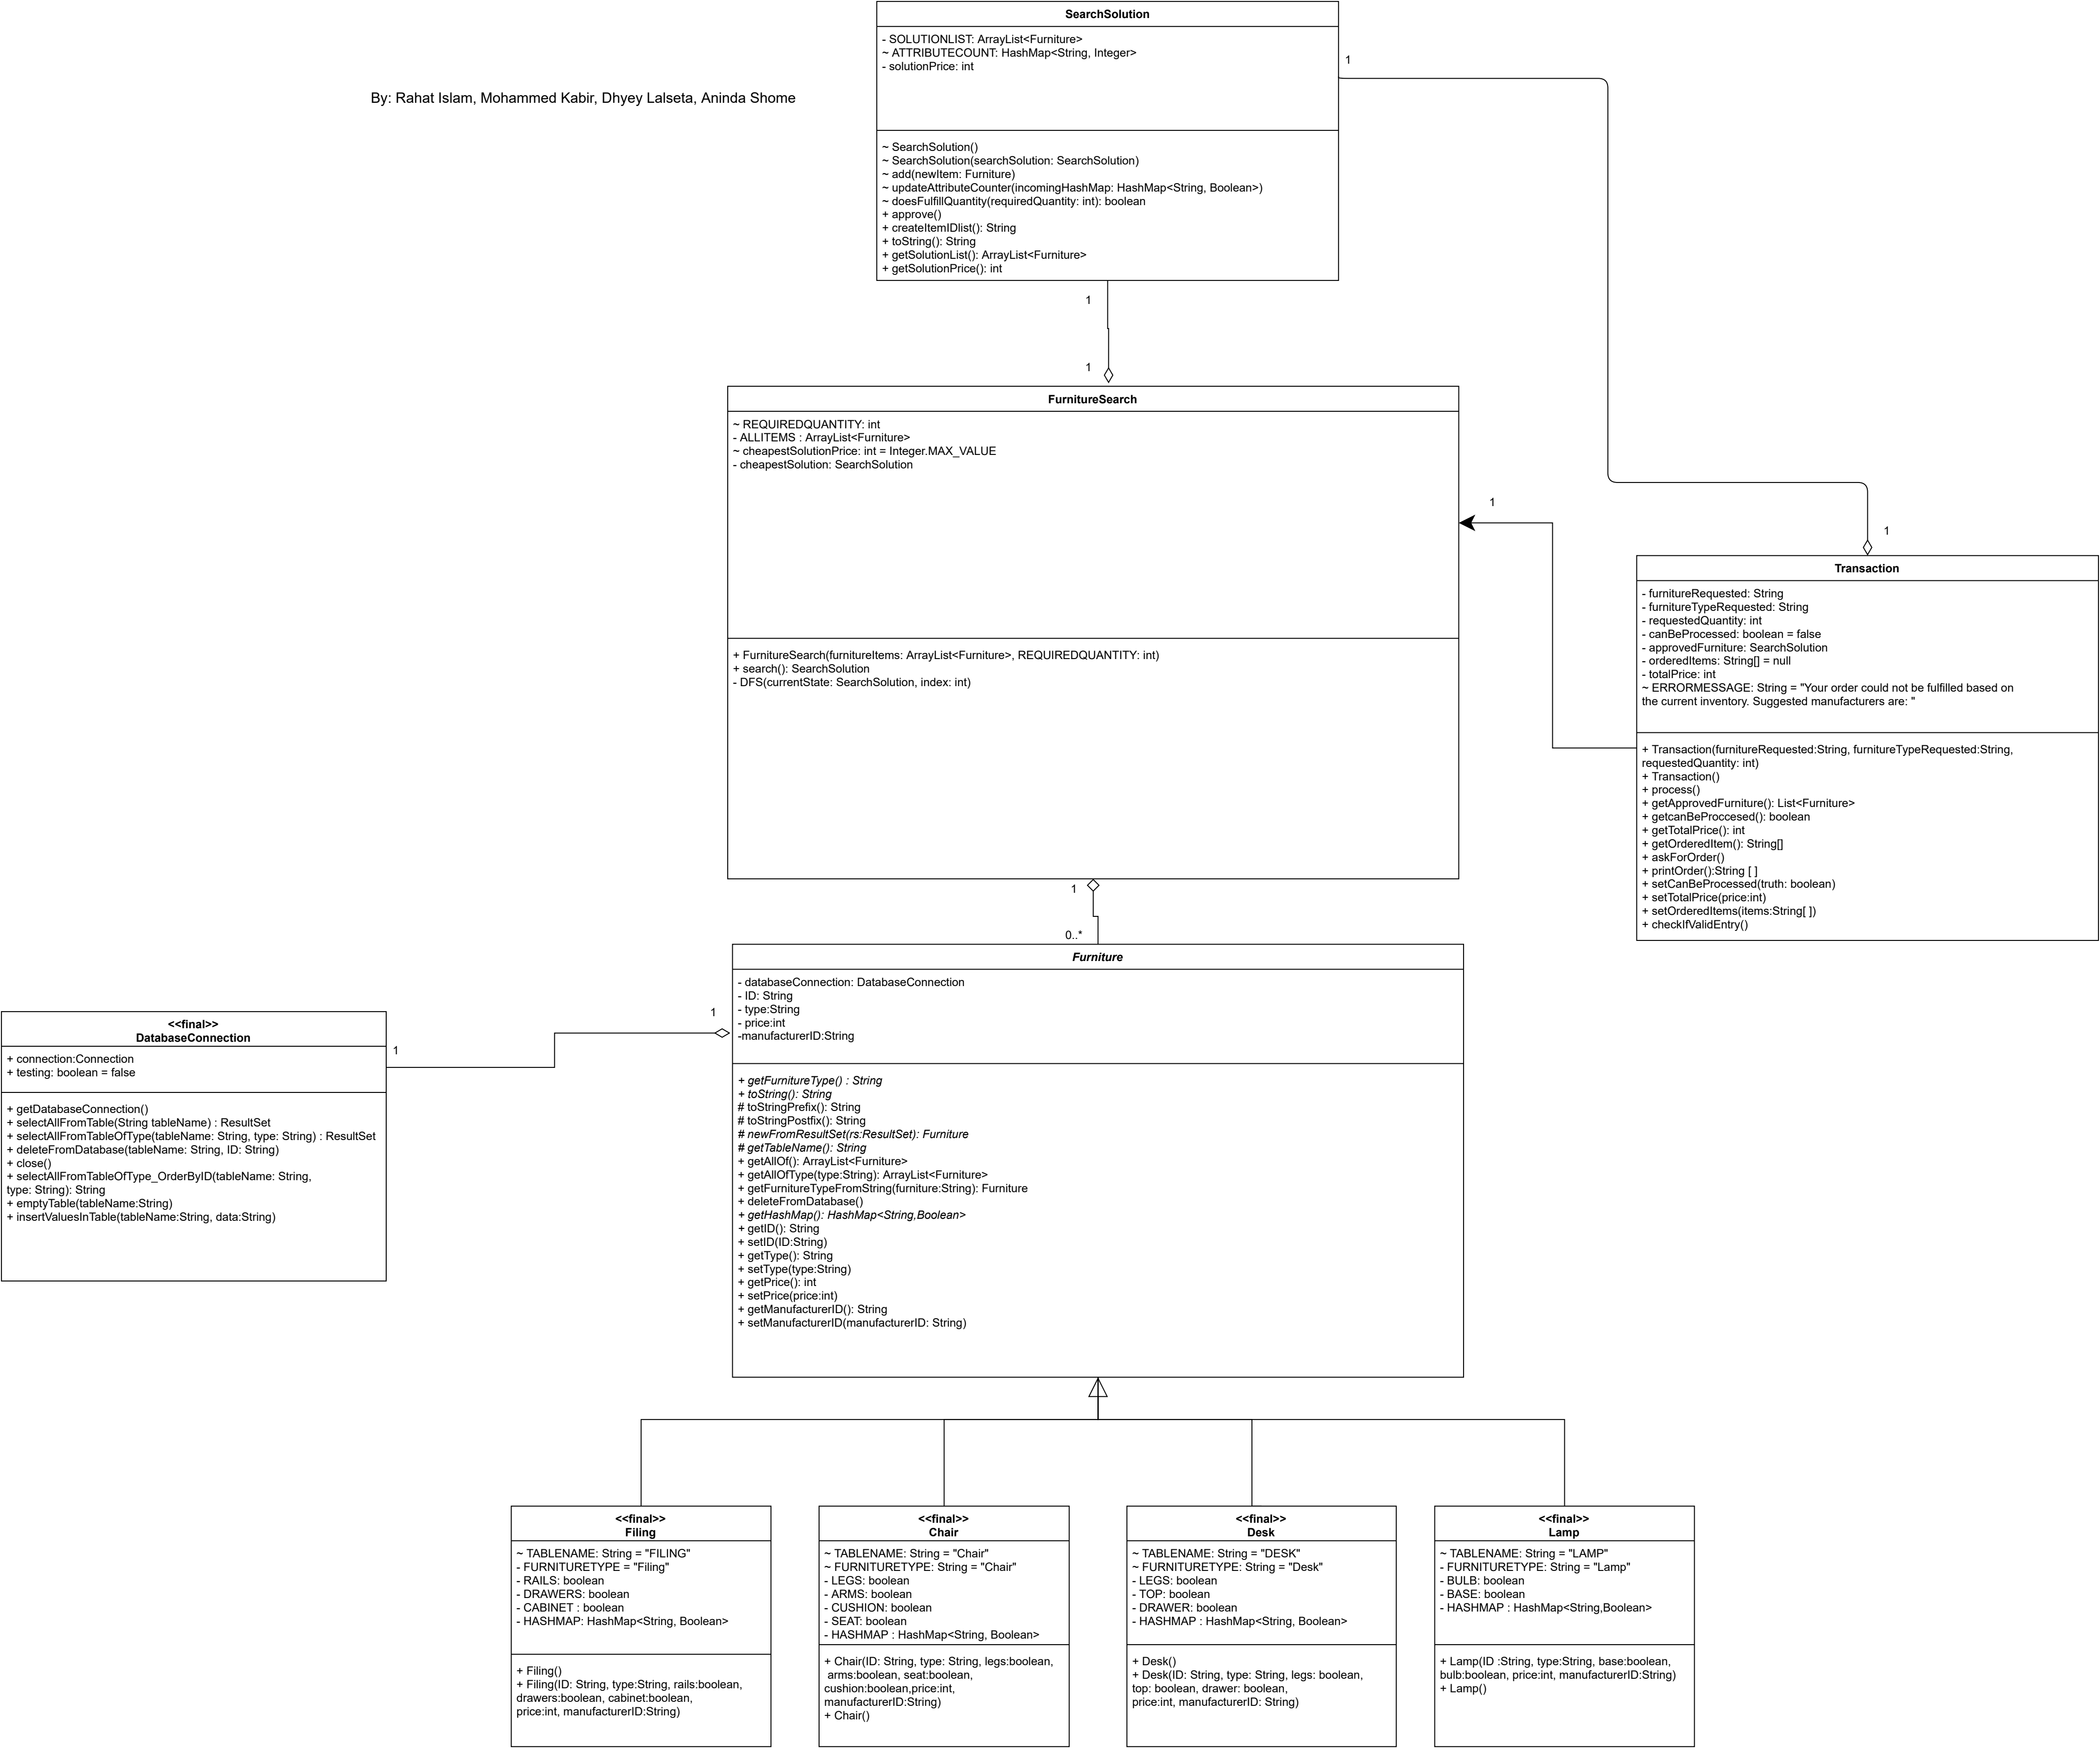 SearchSolution
- SOLUTIONLIST: ArrayList<Furniture>
~ ATTRIBUTECOUNT: HashMap<String, Integer>
- solutionPrice: int
1
By: Rahat Islam, Mohammed Kabir, Dhyey Lalseta, Aninda Shome
~ SearchSolution()
~ SearchSolution(searchSolution: SearchSolution)
~ add(newItem: Furniture)
~ updateAttributeCounter(incomingHashMap: HashMap<String, Boolean>)
~ doesFulfillQuantity(requiredQuantity: int): boolean
+ approve()
+ createItemIDlist(): String
+ toString(): String
+ getSolutionList(): ArrayList<Furniture>
+ getSolutionPrice(): int
1
1
FurnitureSearch
~ REQUIREDQUANTITY: int
- ALLITEMS : ArrayList<Furniture>
~ cheapestSolutionPrice: int = Integer.MAX_VALUE
- cheapestSolution: SearchSolution
1
1
+ FurnitureSearch(furnitureItems: ArrayList<Furniture>, REQUIREDQUANTITY: int)
+ search(): SearchSolution
- DFS(currentState: SearchSolution, index: int)
Transaction
- furnitureRequested: String
- furnitureTypeRequested: String
- requestedQuantity: int
- canBeProcessed: boolean = false
- approvedFurniture: SearchSolution
- orderedItems: String[] = null
- totalPrice: int
~ ERRORMESSAGE: String = "Your order could not be fulfilled based on
the current inventory. Suggested manufacturers are: "
+ Transaction(furnitureRequested:String, furnitureTypeRequested:String,
requestedQuantity: int)
+ Transaction()
+ process()
+ getApprovedFurniture(): List<Furniture>
+ getcanBeProccesed(): boolean
+ getTotalPrice(): int
+ getOrderedItem(): String[]
+ askForOrder()
+ printOrder():String [ ]
+ setCanBeProcessed(truth: boolean)
+ setTotalPrice(price:int)
+ setOrderedItems(items:String[ ])
+ checkIfValidEntry()
1
0..*
Furniture
- databaseConnection: DatabaseConnection
- ID: String
- type:String
- price:int
-manufacturerID:String
1
1
<<final>>
DatabaseConnection
+ connection:Connection
+ testing: boolean = false
+ getDatabaseConnection()
+ selectAllFromTable(String tableName) : ResultSet
+ selectAllFromTableOfType(tableName: String, type: String) : ResultSet
+ deleteFromDatabase(tableName: String, ID: String)
+ close()
+ selectAllFromTableOfType_OrderByID(tableName: String,
type: String): String
+ emptyTable(tableName:String)
+ insertValuesInTable(tableName:String, data:String)
+ getFurnitureType() : String
+ toString(): String
# toStringPrefix(): String
# toStringPostfix(): String
# newFromResultSet(rs:ResultSet): Furniture
# getTableName(): String
+ getAllOf(): ArrayList<Furniture>
+ getAllOfType(type:String): ArrayList<Furniture>
+ getFurnitureTypeFromString(furniture:String): Furniture
+ deleteFromDatabase()
+ getHashMap(): HashMap<String,Boolean>
+ getID(): String
+ setID(ID:String)
+ getType(): String
+ setType(type:String)
+ getPrice(): int
+ setPrice(price:int)
+ getManufacturerID(): String
+ setManufacturerID(manufacturerID: String)
<<final>>
Filing
~ TABLENAME: String = "FILING"
- FURNITURETYPE = "Filing"
- RAILS: boolean
- DRAWERS: boolean
- CABINET : boolean
- HASHMAP: HashMap<String, Boolean>
+ Filing()
+ Filing(ID: String, type:String, rails:boolean,
drawers:boolean, cabinet:boolean,
price:int, manufacturerID:String)
<<final>>
Chair
~ TABLENAME: String = "Chair"
~ FURNITURETYPE: String = "Chair"
- LEGS: boolean
- ARMS: boolean
- CUSHION: boolean
- SEAT: boolean
- HASHMAP : HashMap<String, Boolean>
+ Chair(ID: String, type: String, legs:boolean,
arms:boolean, seat:boolean,
cushion:boolean,price:int,
manufacturerID:String)
+ Chair()
<<final>>
Desk
~ TABLENAME: String = "DESK"
~ FURNITURETYPE: String = "Desk"
- LEGS: boolean
- TOP: boolean
- DRAWER: boolean
- HASHMAP : HashMap<String, Boolean>
+ Desk()
+ Desk(ID: String, type: String, legs: boolean,
top: boolean, drawer: boolean,
price:int, manufacturerID: String)
<<final>>
Lamp
~ TABLENAME: String = "LAMP"
- FURNITURETYPE: String = "Lamp"
- BULB: boolean
- BASE: boolean
- HASHMAP : HashMap<String,Boolean>
+ Lamp(ID :String, type:String, base:boolean,
bulb:boolean, price:int, manufacturerID:String)
+ Lamp()